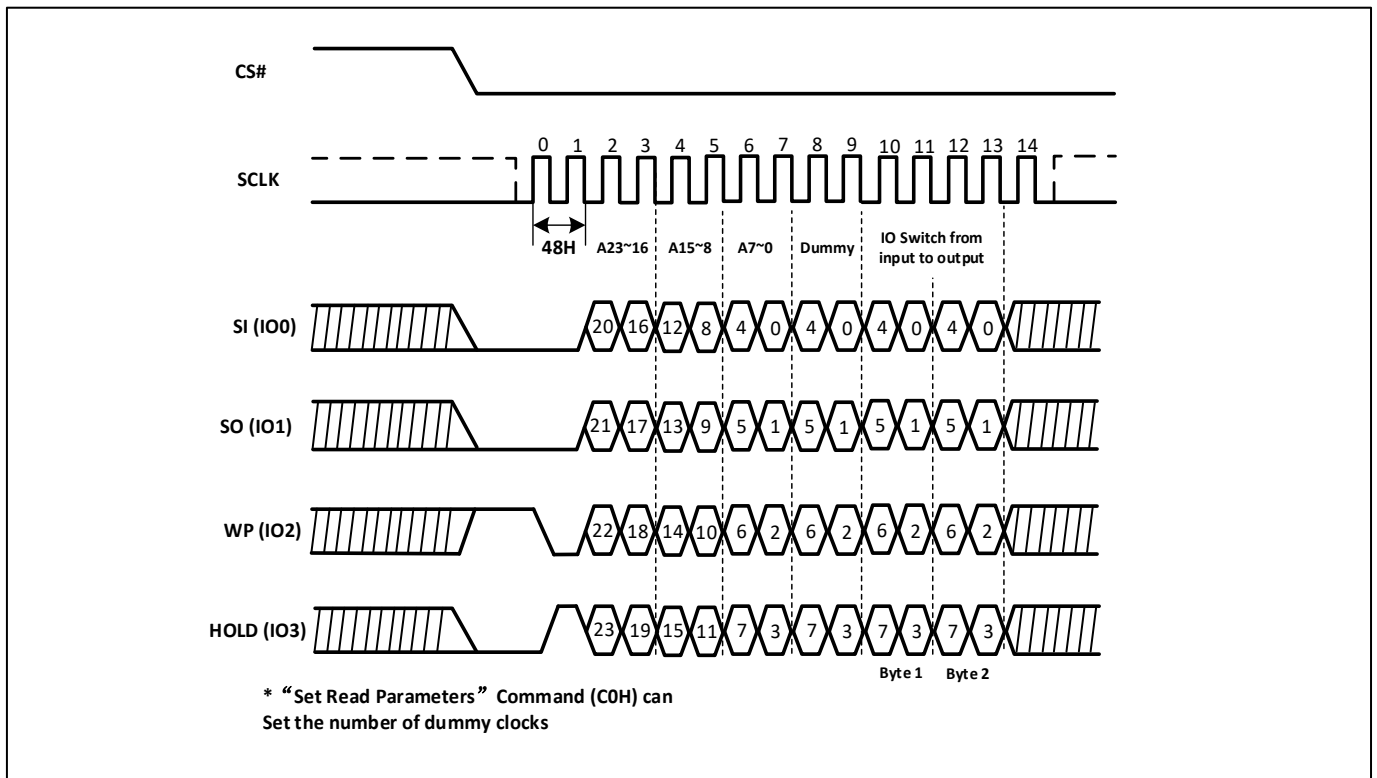 CS#
0 1 2 3 4 5 6 7 8 9 10 11 12 13 14
SCLK
48H A23~16 A15~8 A7~0 Dummy IO Switch from
input to output
SI (IO0) 20 16 12 8 4 0 4 0 4 0 4 0
SO (IO1) 21 17 13 9 5 1 5 1 5 1 5 1
WP (IO2) 22 18 14 10 6 2 6 2 6 2 6 2
HOLD (IO3) 23 19 15 11 7 3 7 3 7 3 7 3
Byte 1 Byte 2
* “Set Read Parameters” Command (C0H) can
Set the number of dummy clocks